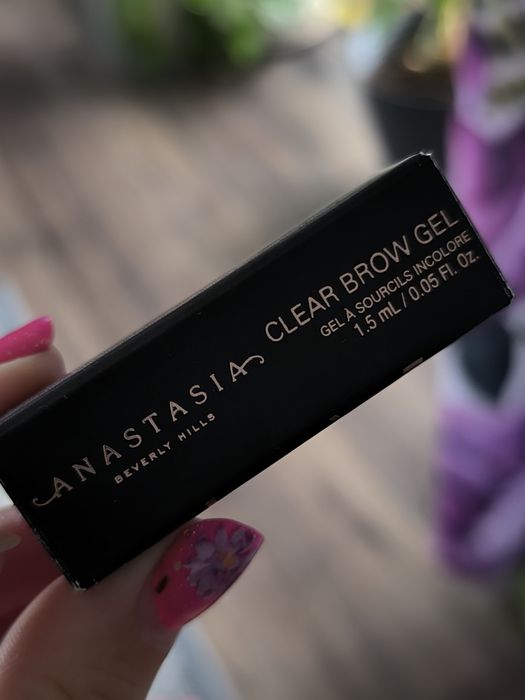 ANASTASIA
BEVERLY HILLS
CLEAR BROW GEL
GEL À SOURCILS INCOLORE
1.5 mL / 0.05 Fl. Oz.